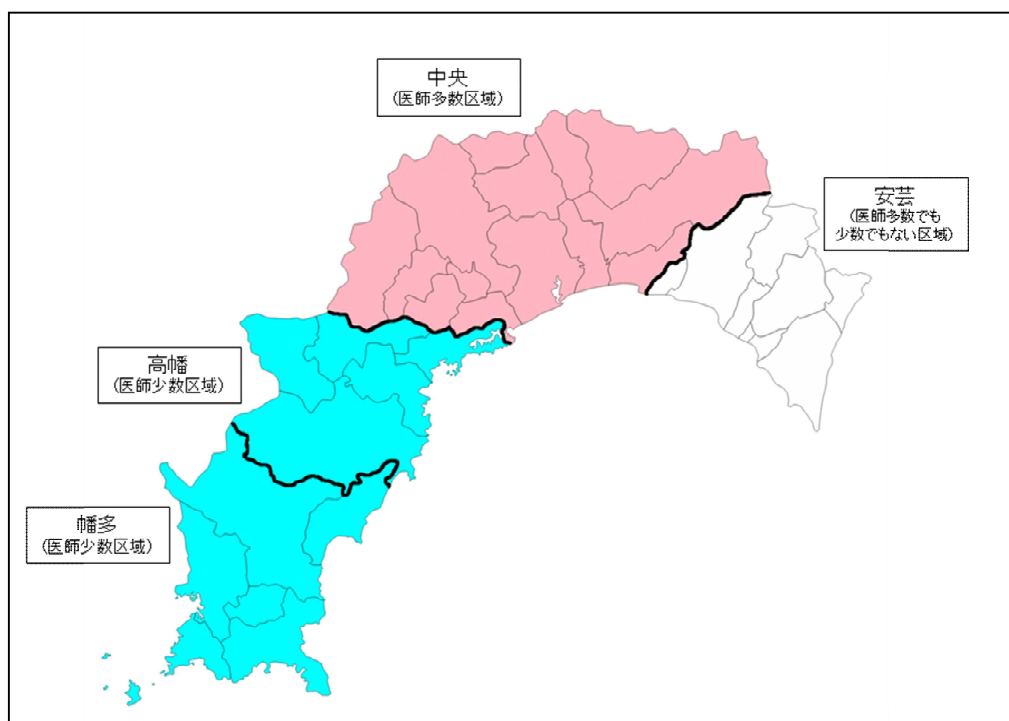 中央
(医師多数区域)
安芸
(医師多数でも
少数でもない区域)
高幡
(医師少数区域)
幡多
(医師少数区域)